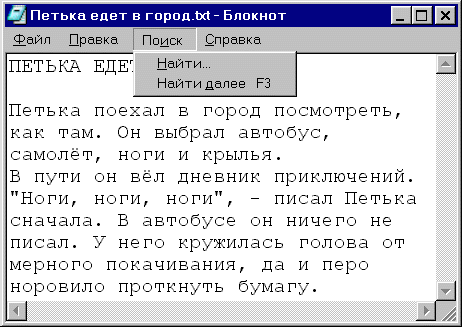 Петька едет в город.txt - Блокнот
Файл Правка Поиск Справка
Найти...
Найти далее F3
ПЕТЬКА ЕДЕТ
Петька поехал в город посмотреть,
как там. Он выбрал автобус,
самолёт, ноги и крылья.
В пути он вёл дневник приключений.
"Ноги, ноги, ноги", - писал Петька
сначала. В автобусе он ничего не
писал. У него кружилась голова от
мерного покачивания, да и перо
норовило проткнуть бумагу.